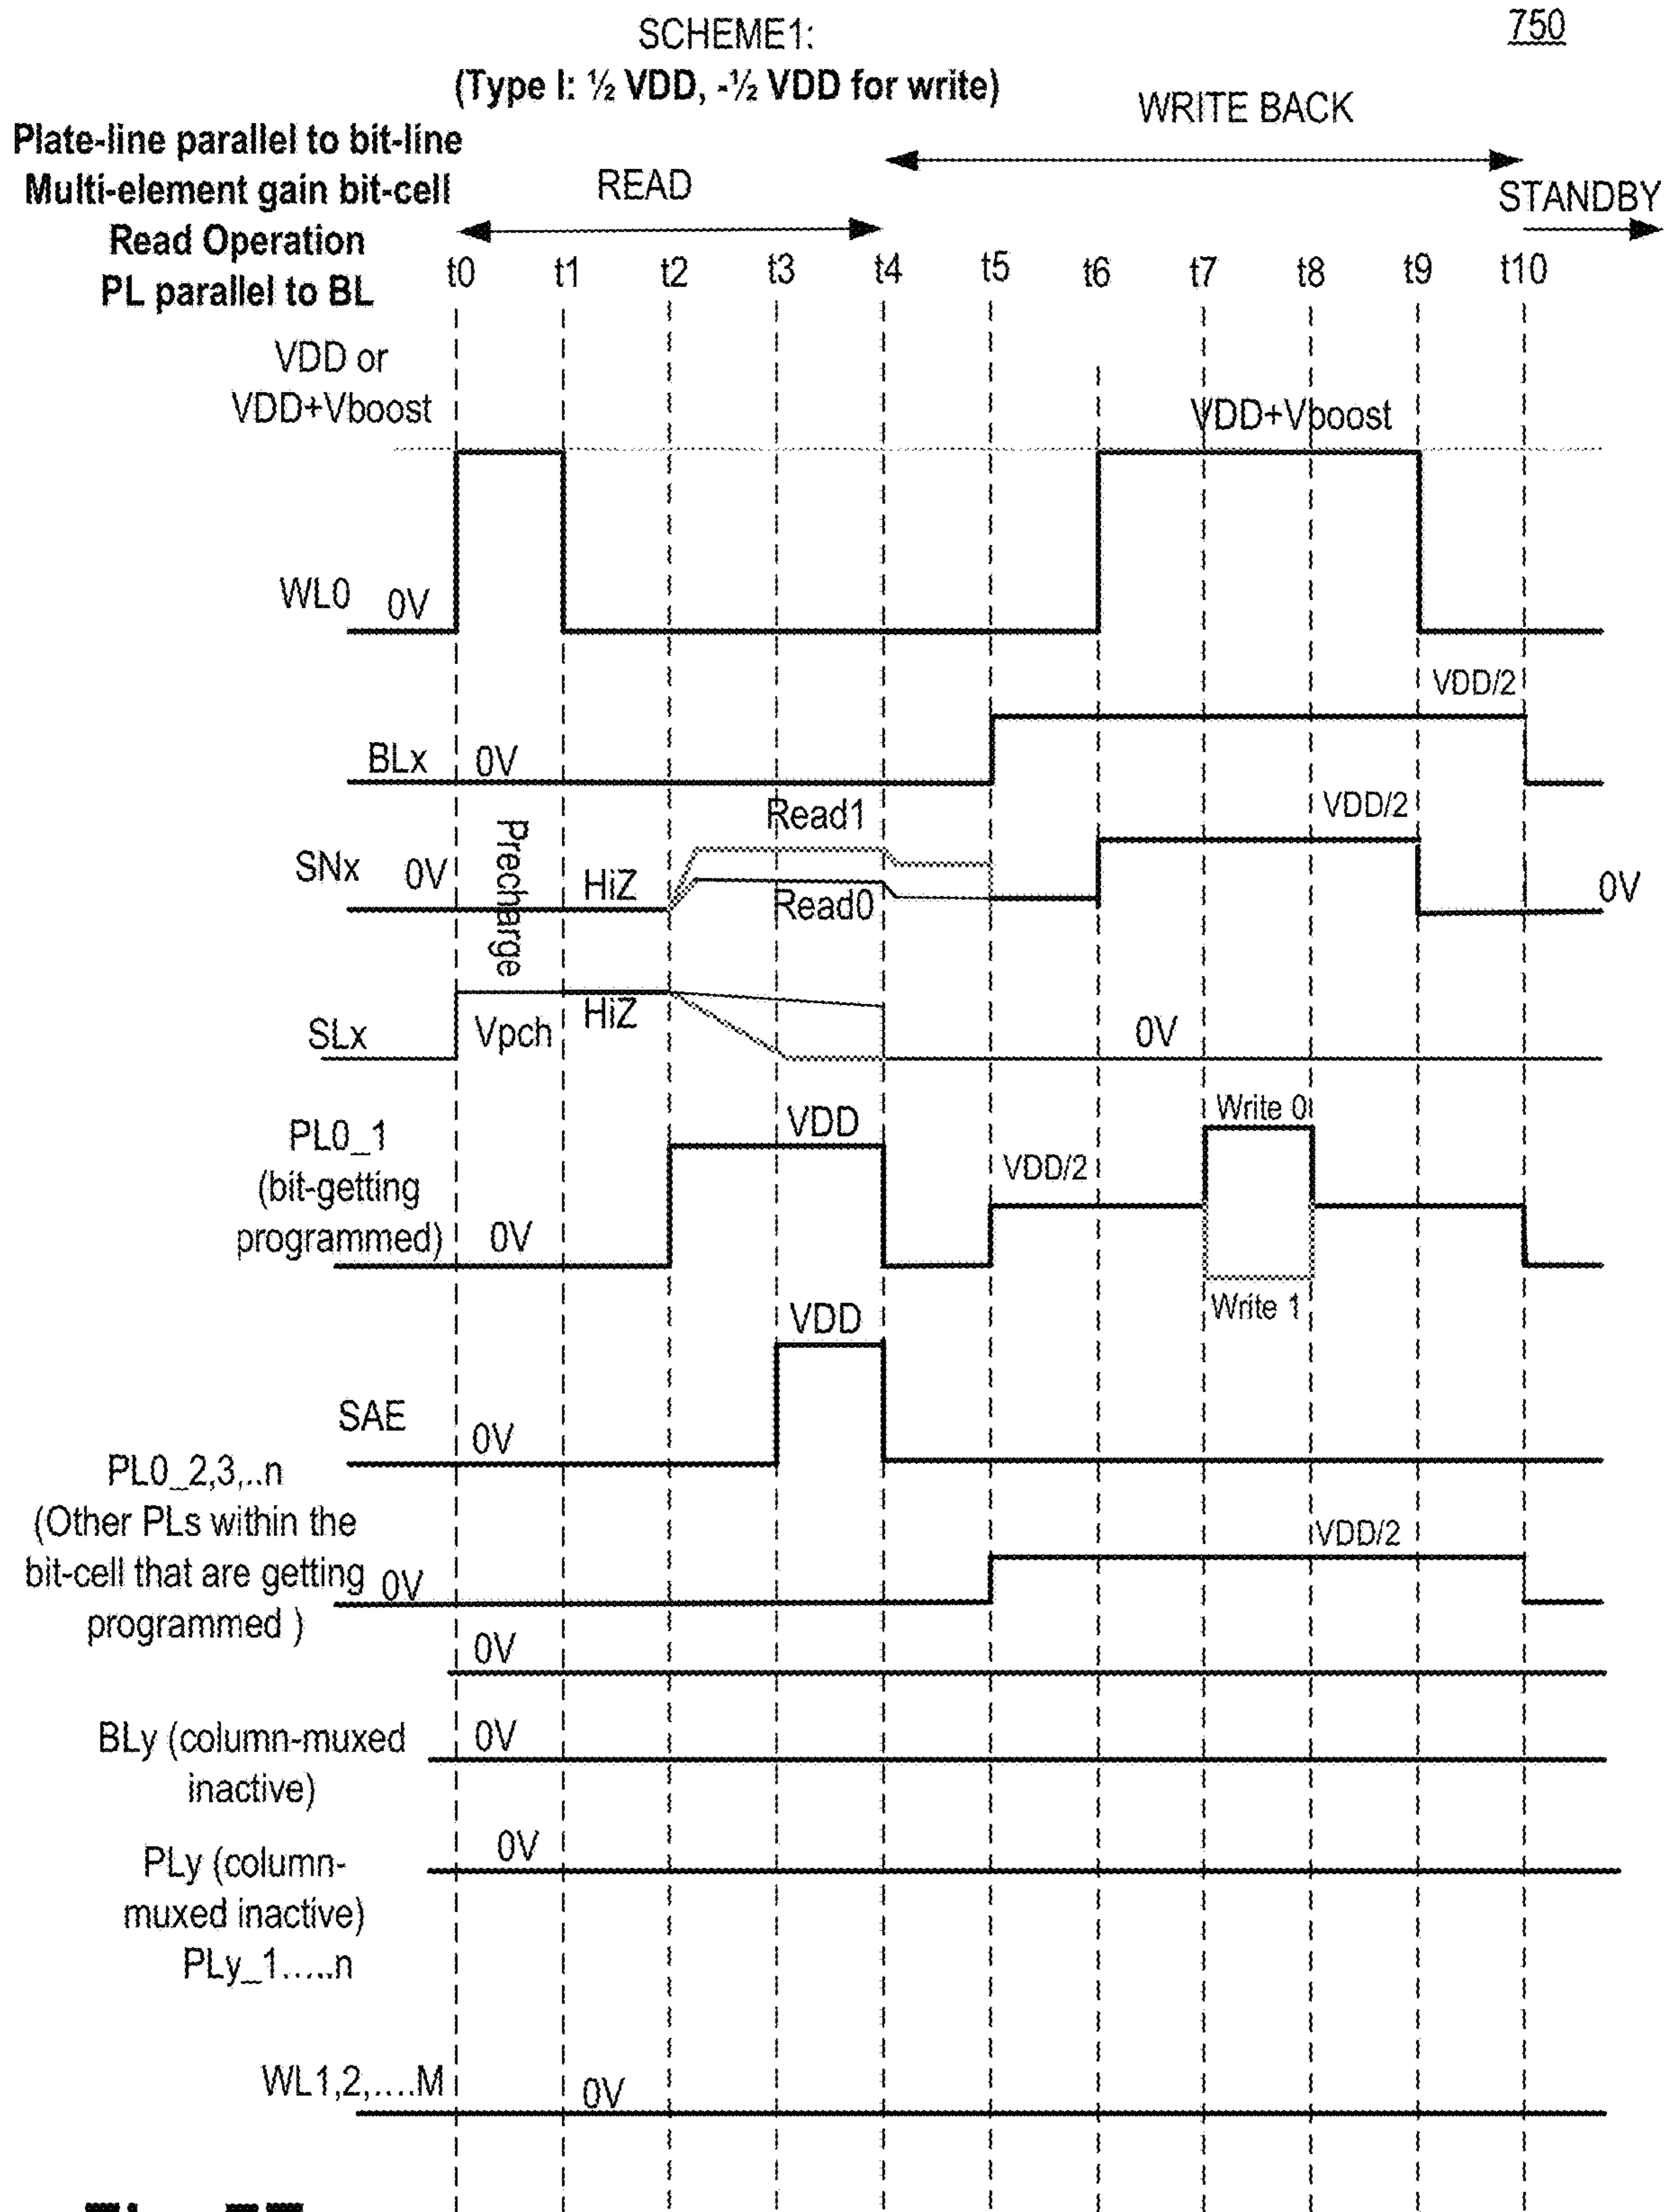 750
SCHEME1:
(Type I: ½ VDD, -½ VDD for write)
WRITE BACK
Plate-line parallel to bit-line
Multi-element gain bit-cell
READ
STANDBY
Read Operation
PL parallel to BL
t0 t1 t2 t3 t4 t5 t6 t7 t8 t9 t10
VDD or
VDD+Vboost
VDD+Vboost
WL0 0V
VDD/2
BLx 0V
Read1
VDD/2
Precharge
SNx 0V HiZ
Read0
0V
HiZ
SLx Vpch
0V
Write 0
PL0_1
VDD
(bit-getting
VDD/2
programmed) 0V
Write 1
VDD
SAE 0V
PL0_2,3,..n
(Other PLs within the
VDD/2
bit-cell that are getting 0V
programmed )
0V
BLy (column-muxed 0V
inactive)
PLy (column- 0V
muxed inactive)
PLy_1.....n
WL1,2,....M 0V